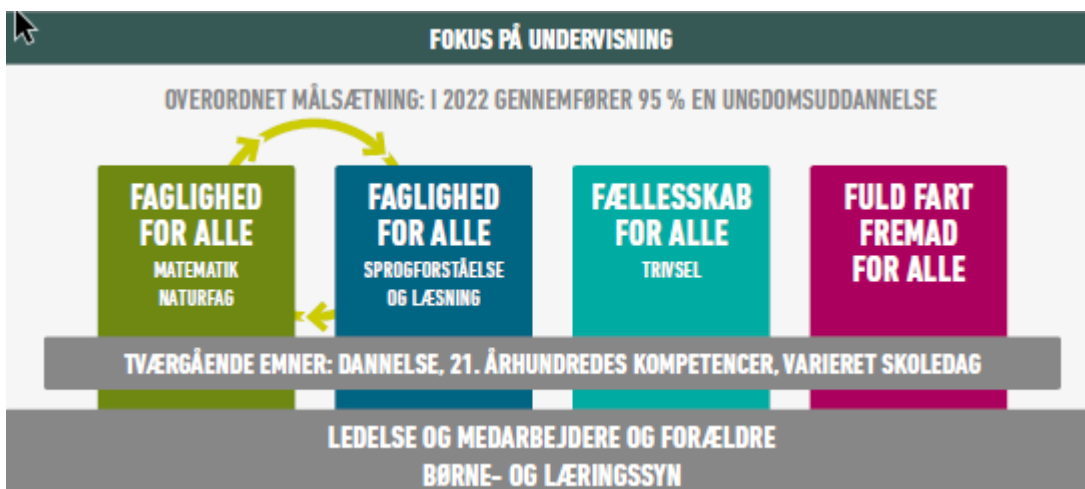 FOKUS PÅ UNDERVISNING
OVERORDNET MÅLSÆTNING: I 2022 GENNEMFØRER 95 % EN UNGDOMSUDDANNELSE
FAGLIGHED
FOR ALLE
MATEMATIK
NATURFAG
FAGLIGHED
FOR ALLE
SPROGFORSTÅELSE
OG LÆSNING
FÆLLESSKAB
FOR ALLE
TRIVSEL
FULD FART
FREMAD
FOR ALLE
TVÆRGÅENDE EMNER: DANNELSE, 21. ÅRHUNDREDES KOMPETENCER, VARIERET SKOLEDAG
LEDELSE OG MEDARBEJDERE OG FORÆLDRE
BØRNE- OG LÆRINGSSYN